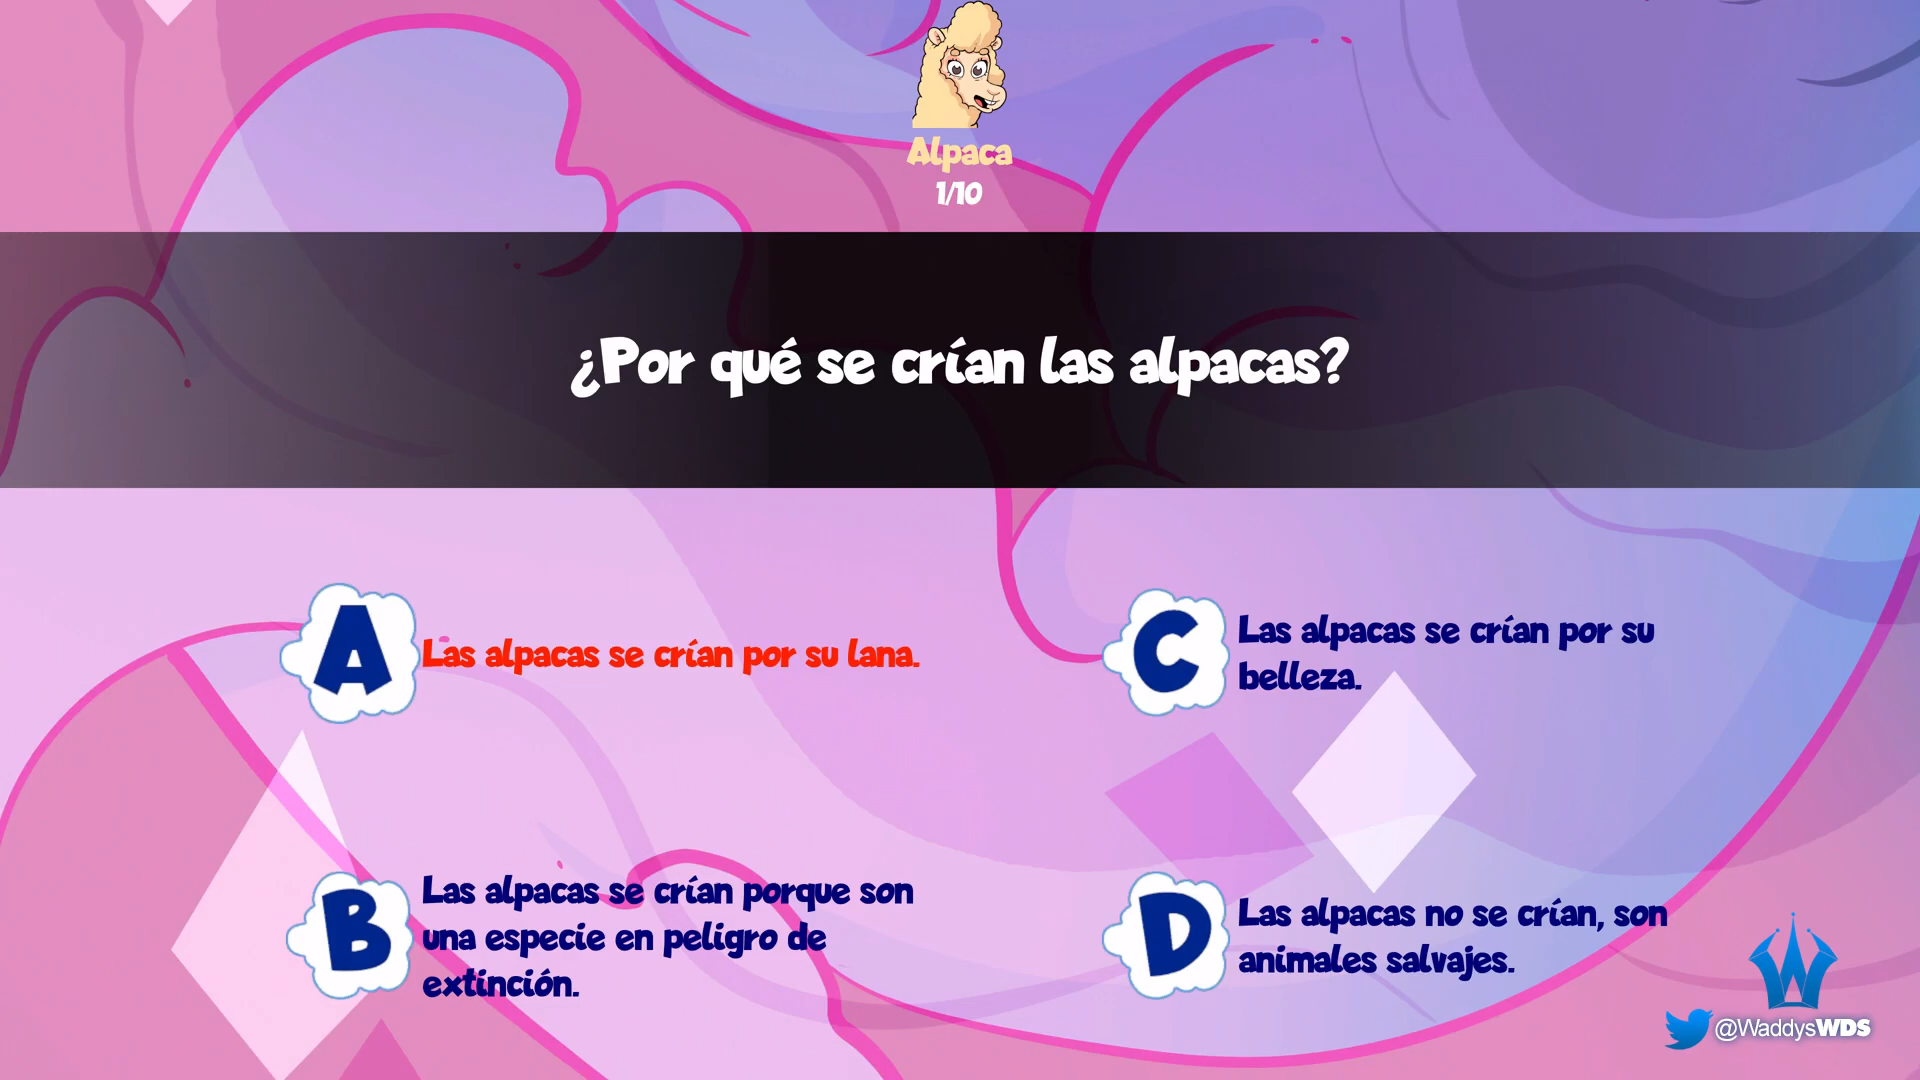 Alpaca
1/10
¿Por qué se crían las alpacas?
A
Las alpacas se crían por su lana.
B
Las alpacas se crían porque son
una especie en peligro de
extinción.
C
Las alpacas se crían por su
belleza.
D
Las alpacas no se crían, son
animales salvajes.
@WaddysWDS